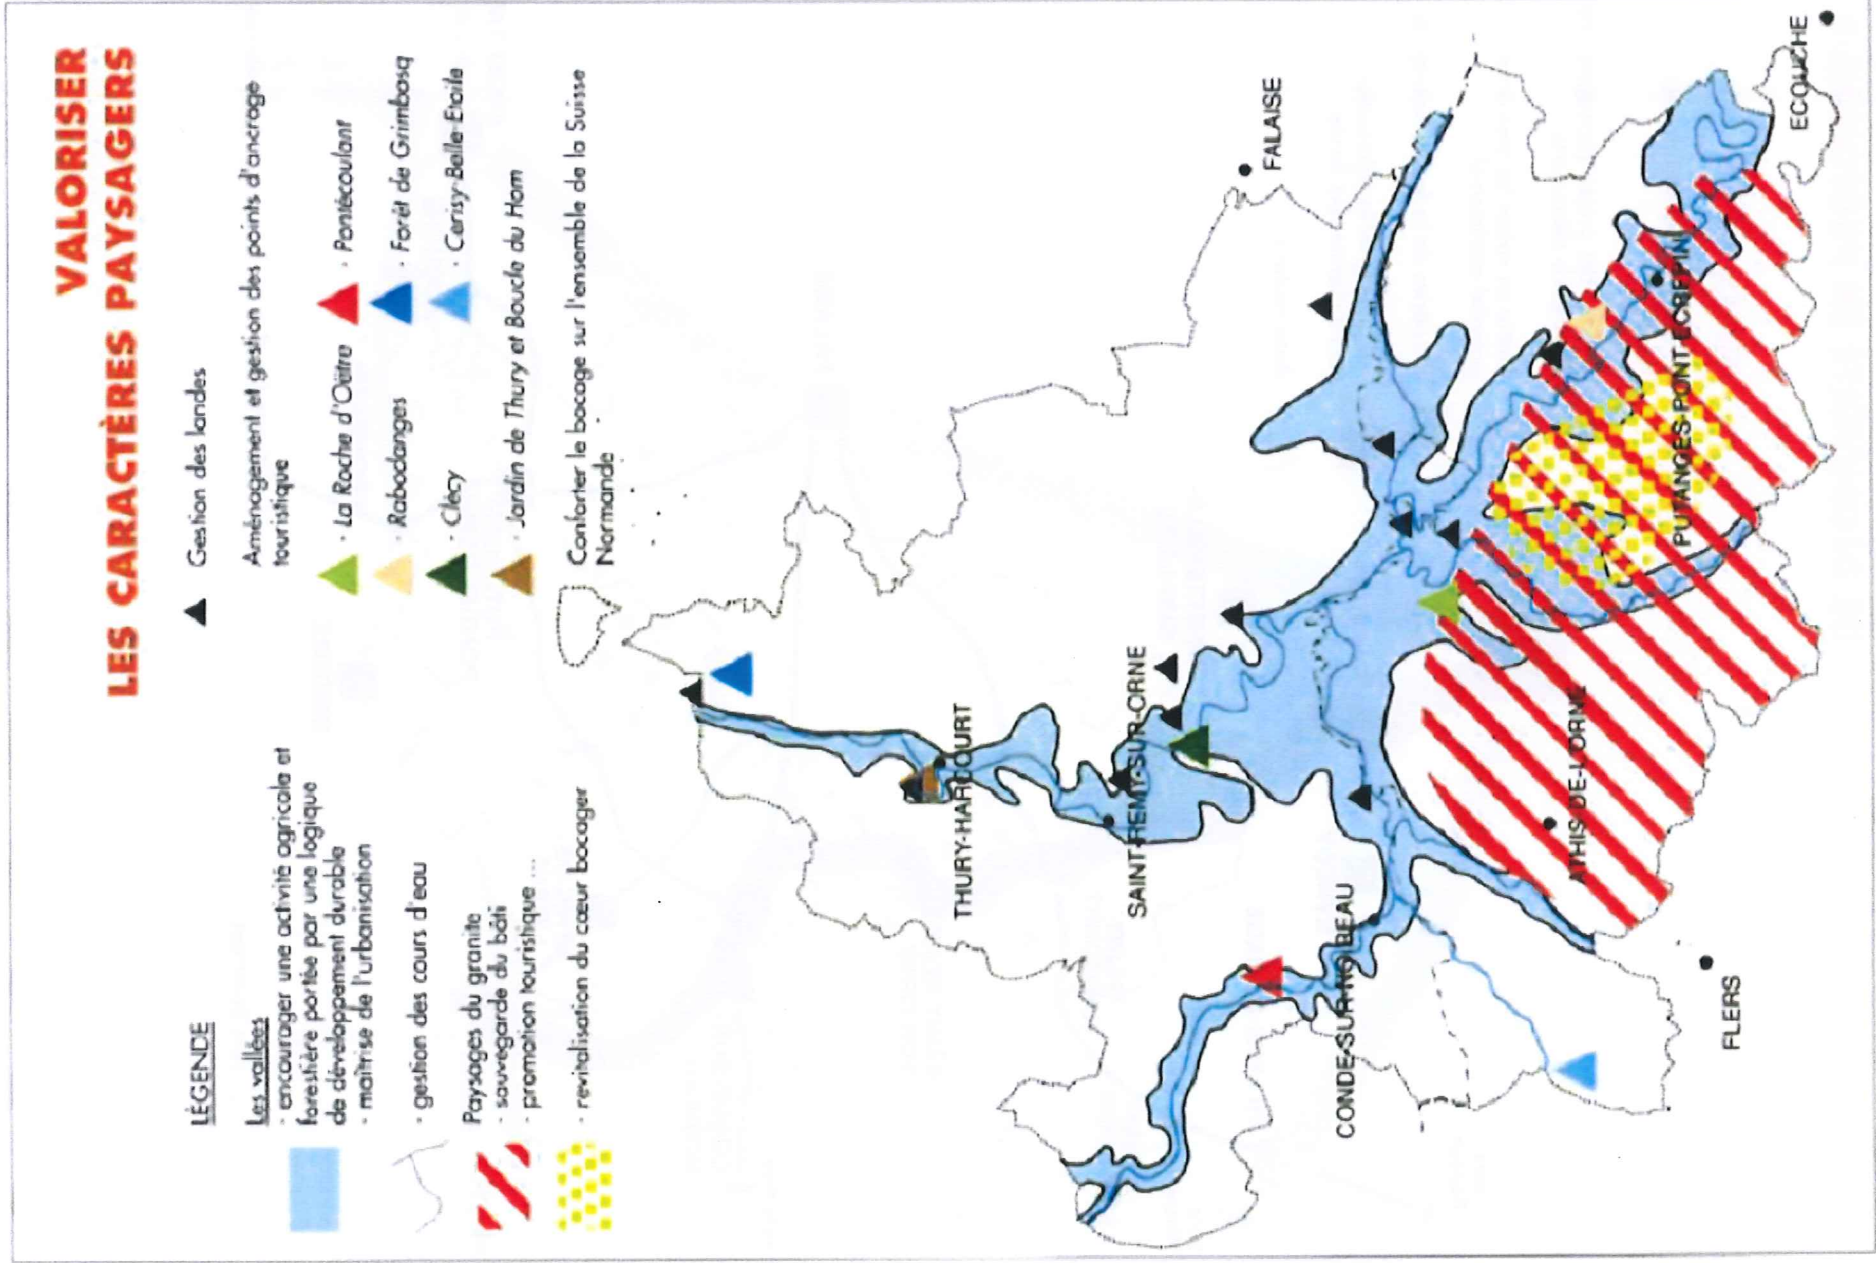 VALORISER
LES CARACTÈRES PAYSAGERS
LÉGENDE
Les vallées
- encourager une activité agricole et
forestière portée par une logique
de développement durable
- maîtrise de l'urbanisation
- gestion des cours d'eau
Paysages du granite
- sauvegarde du bâti
- promotion touristique ...
- revitalisation du cœur bocager
Gestion des landes
Aménagement et gestion des points d'ancrage
touristique
- La Roche d'Oëtre
- Pontécoulant
- Rabodanges
- Forêt de Grimbosq
- Clécy
- Cerisy-Belle-Etoile
- Jardin de Thury et Boucle du Hom
Conforter le bocage sur l'ensemble de la Suisse
Normande
THURY-HARCOURT
SAINT-REMY-SUR-ORNE
CONDE-SUR-NOIREAU
FLERS
ATHIS-DE-L'ORNE
PUTANGES-PONT-ECREPIN
FALAISE
ECOUCHE